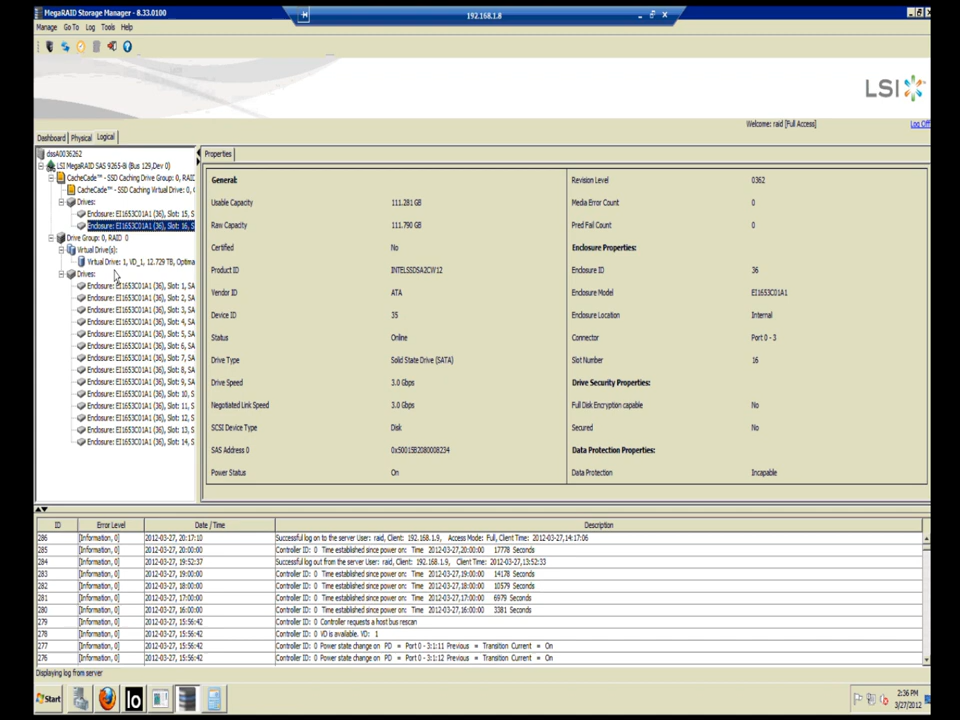 MegaRAID Storage Manager - 8.33.0100
192.168.1.8
Manage Go To Log Tools Help
LSI
Welcome: raid [Full Access]
Log Off
Dashboard Physical Logical
dssA0036262
LSI MegaRAID SAS 9265-8i (Bus 129,Dev 0)
CacheCade™ - SSD Caching Drive Group: 0, RAID
CacheCade™ - SSD Caching Virtual Drive: 0, C
Drives:
Enclosure: EI1653C01A1 (36), Slot: 15, S
Enclosure: EI1653C01A1 (36), Slot: 16, S
Drive Group: 0, RAID 0
Virtual Drive(s):
Virtual Drive: 1, VD_1, 12.729 TB, Optima
Drives:
Enclosure: EI1653C01A1 (36), Slot: 1, SA
Enclosure: EI1653C01A1 (36), Slot: 2, SA
Enclosure: EI1653C01A1 (36), Slot: 3, SA
Enclosure: EI1653C01A1 (36), Slot: 4, SA
Enclosure: EI1653C01A1 (36), Slot: 5, SA
Enclosure: EI1653C01A1 (36), Slot: 6, SA
Enclosure: EI1653C01A1 (36), Slot: 7, SA
Enclosure: EI1653C01A1 (36), Slot: 8, SA
Enclosure: EI1653C01A1 (36), Slot: 9, SA
Enclosure: EI1653C01A1 (36), Slot: 10, S
Enclosure: EI1653C01A1 (36), Slot: 11, S
Enclosure: EI1653C01A1 (36), Slot: 12, S
Enclosure: EI1653C01A1 (36), Slot: 13, S
Enclosure: EI1653C01A1 (36), Slot: 14, S
Properties
General:
Usable Capacity 111.281 GB
Raw Capacity 111.790 GB
Certified No
Product ID INTELSSDSA2CW12
Vendor ID ATA
Device ID 35
Status Online
Drive Type Solid State Drive (SATA)
Drive Speed 3.0 Gbps
Negotiated Link Speed 3.0 Gbps
SCSI Device Type Disk
SAS Address 0 0x50015B2080008234
Power Status On
Revision Level 0362
Media Error Count 0
Pred Fail Count 0
Enclosure Properties:
Enclosure ID 36
Enclosure Model EI1653C01A1
Enclosure Location Internal
Connector Port 0 - 3
Slot Number 16
Drive Security Properties:
Full Disk Encryption capable No
Secured No
Data Protection Properties:
Data Protection Incapable
ID Error Level Date / Time Description
286 [Information, 0] 2012-03-27, 20:17:10 Successful log on to the server User: raid, Client: 192.168.1.9, Access Mode: Full, Client Time: 2012-03-27,14:17:06
285 [Information, 0] 2012-03-27, 20:00:00 Controller ID: 0 Time established since power on: Time 2012-03-27,20:00:00 17778 Seconds
284 [Information, 0] 2012-03-27, 19:52:37 Successful log out from the server User: raid, Client: 192.168.1.9, Client Time: 2012-03-27,13:52:33
283 [Information, 0] 2012-03-27, 19:00:00 Controller ID: 0 Time established since power on: Time 2012-03-27,19:00:00 14178 Seconds
282 [Information, 0] 2012-03-27, 18:00:00 Controller ID: 0 Time established since power on: Time 2012-03-27,18:00:00 10579 Seconds
281 [Information, 0] 2012-03-27, 17:00:00 Controller ID: 0 Time established since power on: Time 2012-03-27,17:00:00 6979 Seconds
280 [Information, 0] 2012-03-27, 16:00:00 Controller ID: 0 Time established since power on: Time 2012-03-27,16:00:00 3381 Seconds
279 [Information, 0] 2012-03-27, 15:56:42 Controller ID: 0 Controller requests a host bus rescan
278 [Information, 0] 2012-03-27, 15:56:42 Controller ID: 0 VD is available. VD: 1
277 [Information, 0] 2012-03-27, 15:56:42 Controller ID: 0 Power state change on PD = Port 0 - 3:1:11 Previous = Transition Current = On
276 [Information, 0] 2012-03-27, 15:56:42 Controller ID: 0 Power state change on PD = Port 0 - 3:1:12 Previous = Transition Current = On
Displaying log from server
Start
lo
2:36 PM
3/27/2012